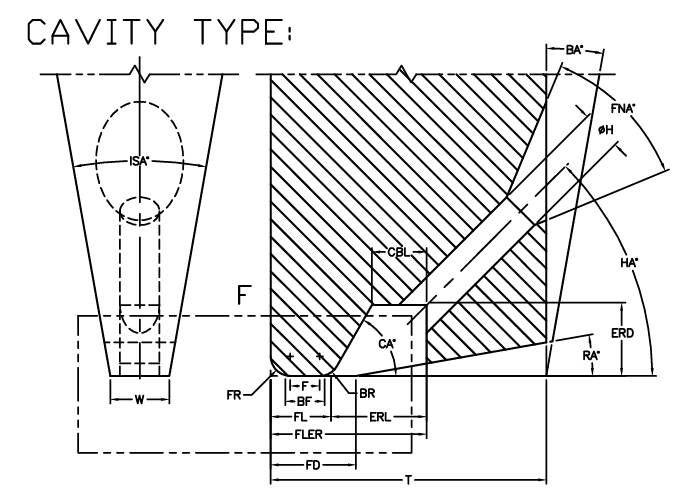 CAVITY TYPE:
BA°
FNA°
ØH
ISA°
CBL
HA°
F
ERD
CA°
RA°
FR
F
BR
W
BF
FL
ERL
FLER
FD
T